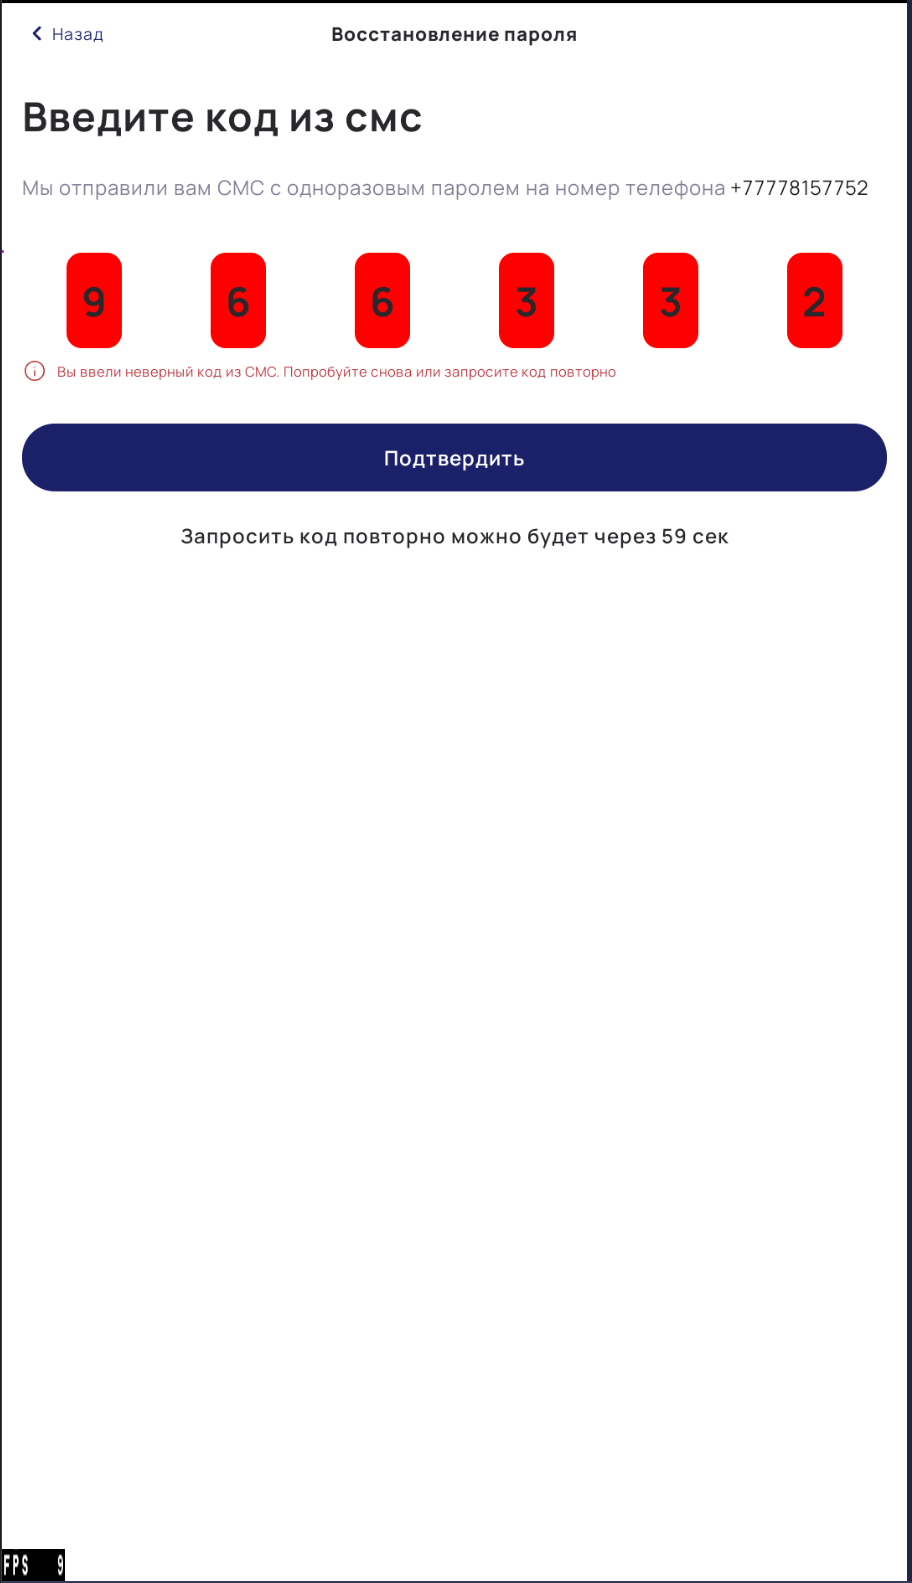 Назад
Восстановление пароля
Введите код из смс
Мы отправили вам СМС с одноразовым паролем на номер телефона +77778157752
9 6 6 3 3 2
Вы ввели неверный код из СМС. Попробуйте снова или запросите код повторно
Подтвердить
Запросить код повторно можно будет через 59 сек
FPS 9